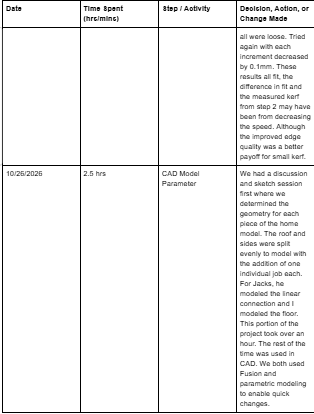 Date Time Spent (hrs/mins) Step / Activity Decision, Action, or Change Made
all were loose. Tried
again with each
increment decreased
by 0.1mm. These
results all fit, the
difference in fit and
the measured kerf
from step 2 may have
been from decreasing
the speed. Although
the improved edge
quality was a better
payoff for small kerf.
10/26/2026
2.5 hrs
CAD Model
Parameter
We had a discussion
and sketch session
first where we
determined the
geometry for each
piece of the home
model. The roof and
sides were split
evenly to model with
the addition of one
individual job each.
For Jacks, he
modeled the linear
connection and I
modeled the floor.
This portion of the
project took over an
hour. The rest of the
time was used in
CAD. We both used
Fusion and
parametric modeling
to enable quick
changes.